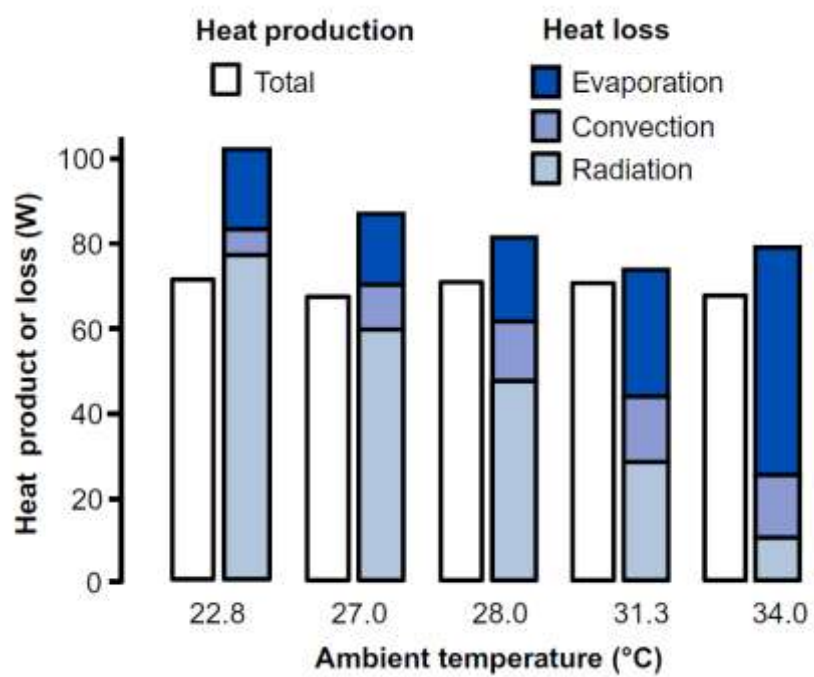 Heat production
Heat loss
Total
Evaporation
Convection
Radiation
Heat product or loss (W)
100
80
60
40
20
0
22.8 27.0 28.0 31.3 34.0
Ambient temperature (°C)